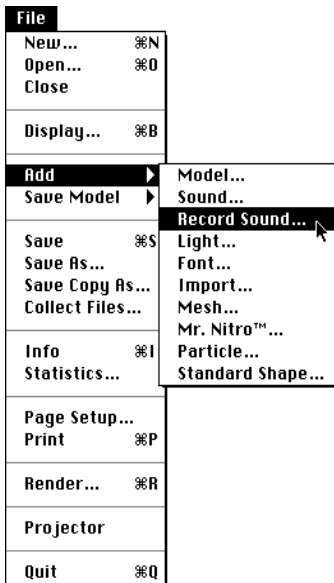 File
New... ⌘N
Open... ⌘O
Close
Display... ⌘B
Add
Save Model
Save ⌘S
Save As...
Save Copy As...
Collect Files...
Info ⌘I
Statistics...
Page Setup...
Print ⌘P
Render... ⌘R
Projector
Quit ⌘Q
Model...
Sound...
Record Sound...
Light...
Font...
Import...
Mesh...
Mr. Nitro™...
Particle...
Standard Shape...